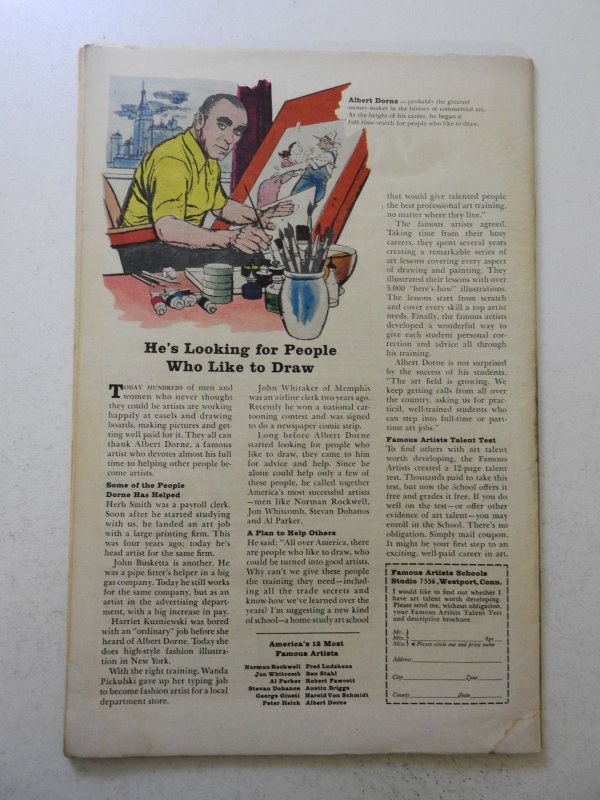 Albert Dorne — probably the greatest
money-maker in the history of commercial art.
At the height of his career, he began a
full-time search for people who like to draw.
He's Looking for People
Who Like to Draw
TODAY HUNDREDS of men and
women who never thought
they could be artists are working
happily at easels and drawing
boards, making pictures and get-
ting well paid for it. They all can
thank Albert Dorne, a famous
artist who devotes almost his full
time to helping other people be-
come artists.
Some of the People
Dorne Has Helped
Herb Smith was a payroll clerk.
Soon after he started studying
with us, he landed an art job
with a large printing firm. This
was four years ago; today he's
head artist for the same firm.
John Busketta is another. He
was a pipe fitter's helper in a big
gas company. Today he still works
for the same company, but as an
artist in the advertising depart-
ment, with a big increase in pay.
Harriet Kuzniewski was bored
with an "ordinary" job before she
heard of Albert Dorne. Today she
does high-style fashion illustra-
tion in New York.
With the right training, Wanda
Pickulski gave up her typing job
to become fashion artist for a local
department store.
John Whitaker of Memphis
was an airline clerk two years ago.
Recently he won a national car-
tooning contest and was signed
to do a newspaper comic strip.
Long before Albert Dorne
started looking for people who
like to draw, they came to him
for advice and help. Since he
alone could help only a few of
these people, he called together
America's most successful artists
—men like Norman Rockwell,
Jon Whitcomb, Stevan Dohanos
and Al Parker.
A Plan to Help Others
He said: "All over America, there
are people who like to draw, who
could be turned into good artists.
Why can't we give these people
the training they need—includ-
ing all the trade secrets and
know-how we've learned over the
years? I'm suggesting a new kind
of school—a home-study art school
America's 12 Most
Famous Artists
Norman Rockwell Fred Ludekens
Jon Whitcomb Ben Stahl
Al Parker Robert Fawcett
Stevan Dohanos Austin Briggs
George Giusti Harold Von Schmidt
Peter Helck Albert Dorne
that would give talented people
the best professional art training,
no matter where they live."
The famous artists agreed.
Taking time from their busy
careers, they spent several years
creating a remarkable series of
art lessons covering every aspect
of drawing and painting. They
illustrated their lessons with over
5,000 "here's-how" illustrations.
The lessons start from scratch
and cover every skill a top artist
needs. Finally, the famous artists
developed a wonderful way to
give each student personal cor-
rection and advice all through
his training.
Albert Dorne is not surprised
by the success of his students.
"The art field is growing. We
keep getting calls from all over
the country, asking us for prac-
tical, well-trained students who
can step into full-time or part-
time art jobs."
Famous Artists Talent Test
To find others with art talent
worth developing, the Famous
Artists created a 12-page talent
test. Thousands paid to take this
test, but now the School offers it
free and grades it free. If you do
well on the test—or offer other
evidence of art talent—you may
enroll in the School. There's no
obligation. Simply mail coupon.
It might be your first step to an
exciting, well-paid career in art.
Famous Artists Schools
Studio 7356, Westport, Conn.
I would like to find out whether I
have art talent worth developing.
Please send me, without obligation,
your Famous Artists Talent Test
and descriptive brochure.
Mr.
Mrs. Age
Miss Please circle one and print name
Address
City Zone
County State